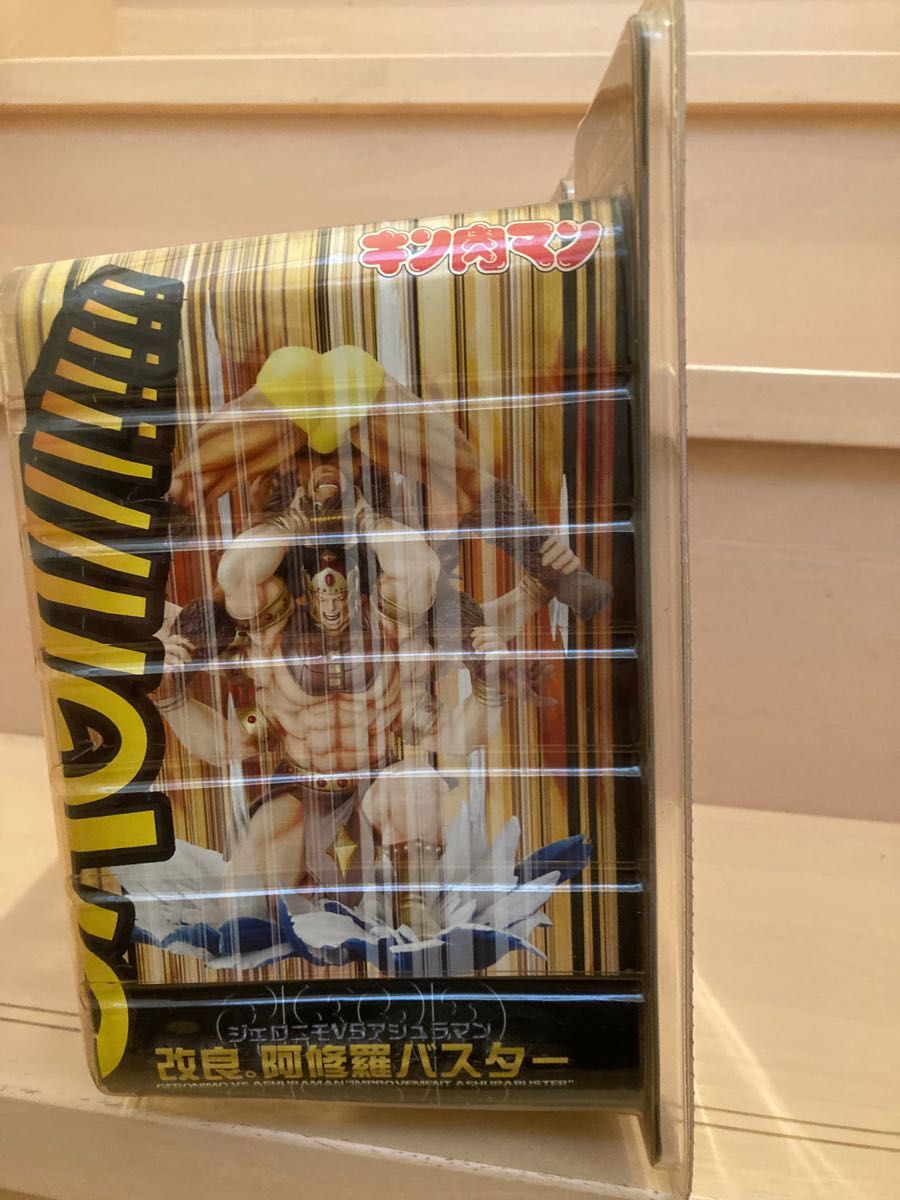 キン肉マン
ジェロニモVSアシュラマン
改良。阿修羅バスター
GERONIMO VS ASHURAMAN "IMPROVEMENT ASHURABUSTER"